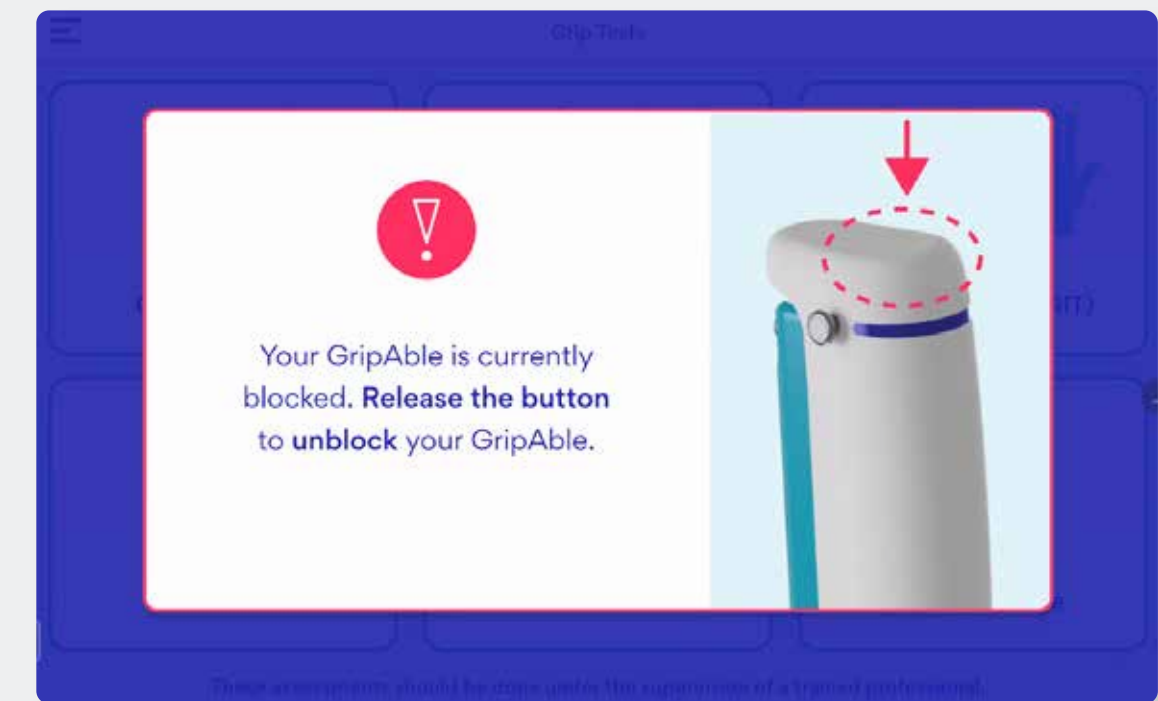 Grip Tests
Your GripAble is currently
blocked. Release the button
to unblock your GripAble.
These assessments should be done under the supervision of a trained professional.